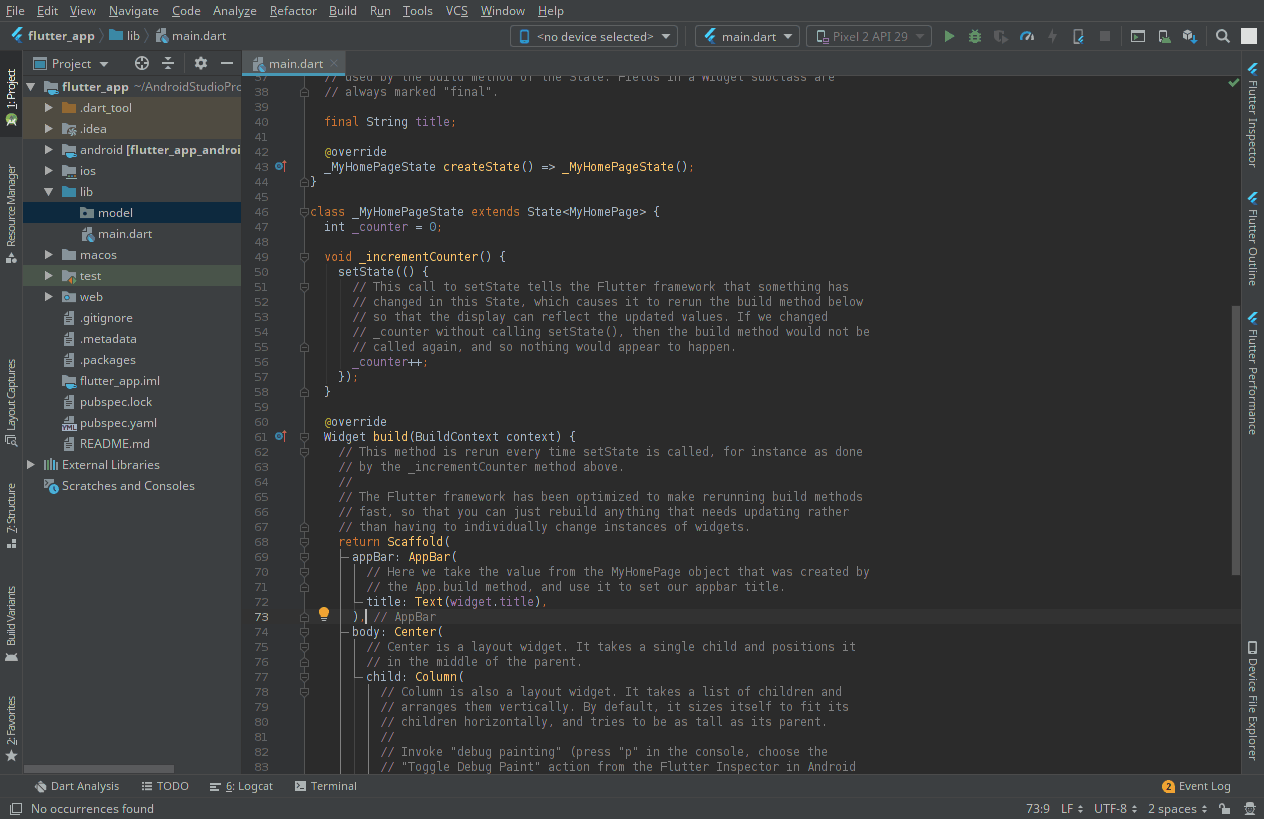 File Edit View Navigate Code Analyze Refactor Build Run Tools VCS Window Help
flutter_app lib main.dart <no device selected> main.dart Pixel 2 API 29
Project main.dart
1: Project
Resource Manager
Layout Captures
7: Structure
Build Variants
2: Favorites
flutter_app ~/AndroidStudioPro
.dart_tool
.idea
android [flutter_app_androi
ios
lib
model
main.dart
macos
test
web
.gitignore
.metadata
.packages
flutter_app.iml
pubspec.lock
pubspec.yaml
README.md
External Libraries
Scratches and Consoles
37 // used by the build method of the State. Fields in a Widget subclass are
38 // always marked "final".
39
40 final String title;
41
42 @override
43 _MyHomePageState createState() => _MyHomePageState();
44 }
45
46 class _MyHomePageState extends State<MyHomePage> {
47 int _counter = 0;
48
49 void _incrementCounter() {
50 setState(() {
51 // This call to setState tells the Flutter framework that something has
52 // changed in this State, which causes it to rerun the build method below
53 // so that the display can reflect the updated values. If we changed
54 // _counter without calling setState(), then the build method would not be
55 // called again, and so nothing would appear to happen.
56 _counter++;
57 });
58 }
59
60 @override
61 Widget build(BuildContext context) {
62 // This method is rerun every time setState is called, for instance as done
63 // by the _incrementCounter method above.
64 //
65 // The Flutter framework has been optimized to make rerunning build methods
66 // fast, so that you can just rebuild anything that needs updating rather
67 // than having to individually change instances of widgets.
68 return Scaffold(
69 appBar: AppBar(
70 // Here we take the value from the MyHomePage object that was created by
71 // the App.build method, and use it to set our appbar title.
72 title: Text(widget.title),
73 ), // AppBar
74 body: Center(
75 // Center is a layout widget. It takes a single child and positions it
76 // in the middle of the parent.
77 child: Column(
78 // Column is also a layout widget. It takes a list of children and
79 // arranges them vertically. By default, it sizes itself to fit its
80 // children horizontally, and tries to be as tall as its parent.
81 //
82 // Invoke "debug painting" (press "p" in the console, choose the
83 // "Toggle Debug Paint" action from the Flutter Inspector in Android
Flutter Inspector
Flutter Outline
Flutter Performance
Device File Explorer
Dart Analysis TODO 6: Logcat Terminal 2 Event Log
No occurrences found 73:9 LF UTF-8 2 spaces